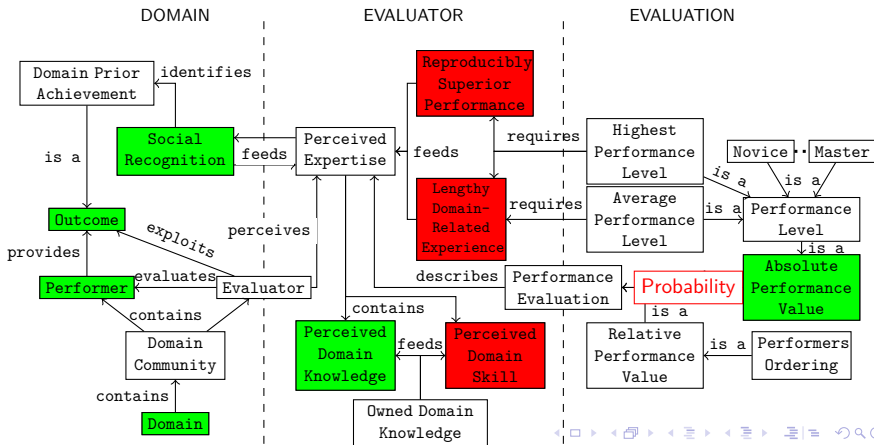 DOMAIN
EVALUATOR
EVALUATION
Domain Prior
Achievement
identifies
Social
Recognition
feeds
is a
Outcome
provides
exploits
Performer
evaluates
Evaluator
perceives
contains
Domain
Community
contains
Domain
Perceived
Expertise
feeds
Reproducibly
Superior
Performance
Lengthy
Domain-
Related
Experience
requires
requires
describes
contains
Perceived
Domain
Knowledge
feeds
Perceived
Domain
Skill
Owned Domain
Knowledge
Highest
Performance
Level
Average
Performance
Level
is a
is a
Novice
Master
is a
Performance
Level
is a
Performance
Evaluation
Probability
Absolute
Performance
Value
is a
Relative
Performance
Value
is a
Performers
Ordering